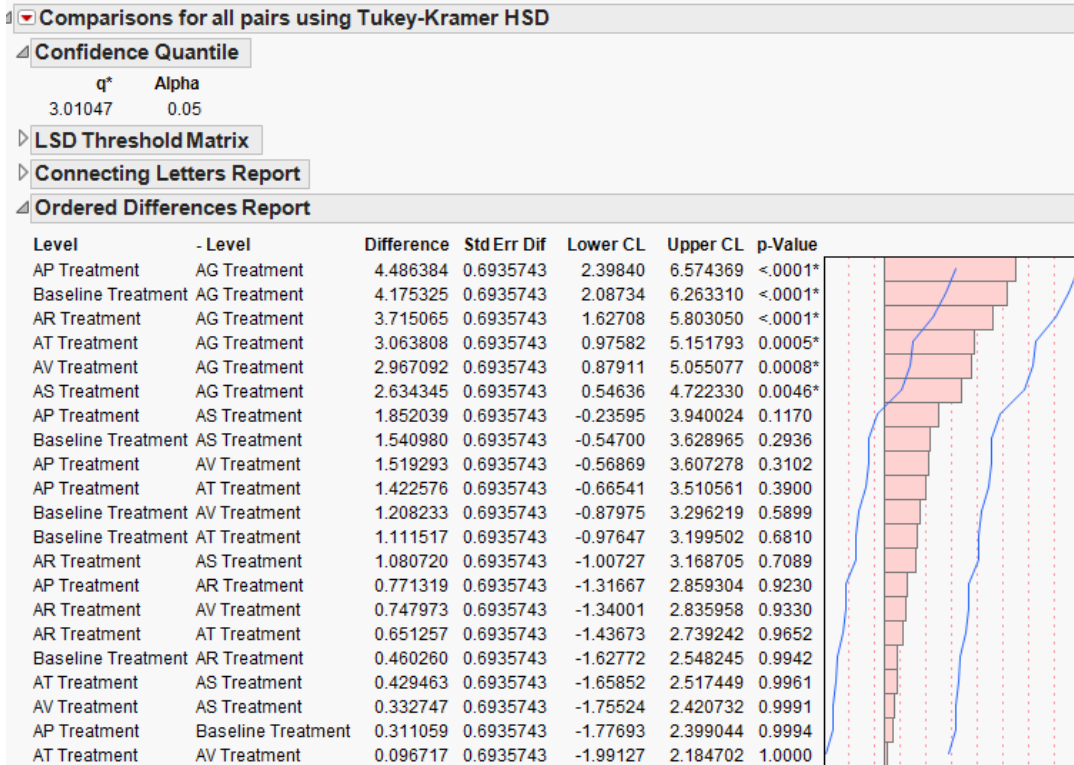 Comparisons for all pairs using Tukey-Kramer HSD
Confidence Quantile
q* Alpha
3.01047 0.05
LSD Threshold Matrix
Connecting Letters Report
Ordered Differences Report
Level - Level Difference Std Err Dif Lower CL Upper CL p-Value
AP Treatment AG Treatment 4.486384 0.6935743 2.39840 6.574369 <.0001*
Baseline Treatment AG Treatment 4.175325 0.6935743 2.08734 6.263310 <.0001*
AR Treatment AG Treatment 3.715065 0.6935743 1.62708 5.803050 <.0001*
AT Treatment AG Treatment 3.063808 0.6935743 0.97582 5.151793 0.0005*
AV Treatment AG Treatment 2.967092 0.6935743 0.87911 5.055077 0.0008*
AS Treatment AG Treatment 2.634345 0.6935743 0.54636 4.722330 0.0046*
AP Treatment AS Treatment 1.852039 0.6935743 -0.23595 3.940024 0.1170
Baseline Treatment AS Treatment 1.540980 0.6935743 -0.54700 3.628965 0.2936
AP Treatment AV Treatment 1.519293 0.6935743 -0.56869 3.607278 0.3102
AP Treatment AT Treatment 1.422576 0.6935743 -0.66541 3.510561 0.3900
Baseline Treatment AV Treatment 1.208233 0.6935743 -0.87975 3.296219 0.5899
Baseline Treatment AT Treatment 1.111517 0.6935743 -0.97647 3.199502 0.6810
AR Treatment AS Treatment 1.080720 0.6935743 -1.00727 3.168705 0.7089
AP Treatment AR Treatment 0.771319 0.6935743 -1.31667 2.859304 0.9230
AR Treatment AV Treatment 0.747973 0.6935743 -1.34001 2.835958 0.9330
AR Treatment AT Treatment 0.651257 0.6935743 -1.43673 2.739242 0.9652
Baseline Treatment AR Treatment 0.460260 0.6935743 -1.62772 2.548245 0.9942
AT Treatment AS Treatment 0.429463 0.6935743 -1.65852 2.517449 0.9961
AV Treatment AS Treatment 0.332747 0.6935743 -1.75524 2.420732 0.9991
AP Treatment Baseline Treatment 0.311059 0.6935743 -1.77693 2.399044 0.9994
AT Treatment AV Treatment 0.096717 0.6935743 -1.99127 2.184702 1.0000